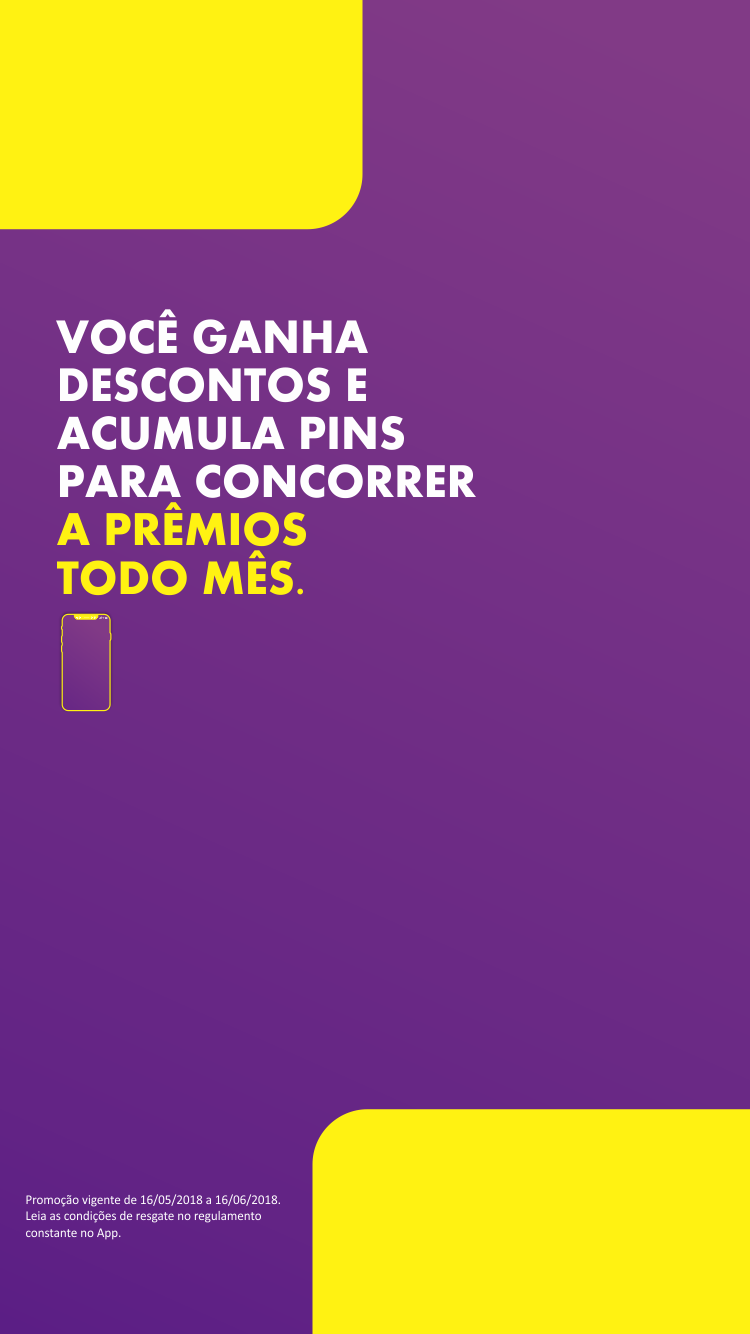 VOCÊ GANHA
DESCONTOS E
ACUMULA PINS
PARA CONCORRER
A PRÊMIOS
TODO MÊS.
Promoção vigente de 16/05/2018 a 16/06/2018.
Leia as condições de resgate no regulamento
constante no App.